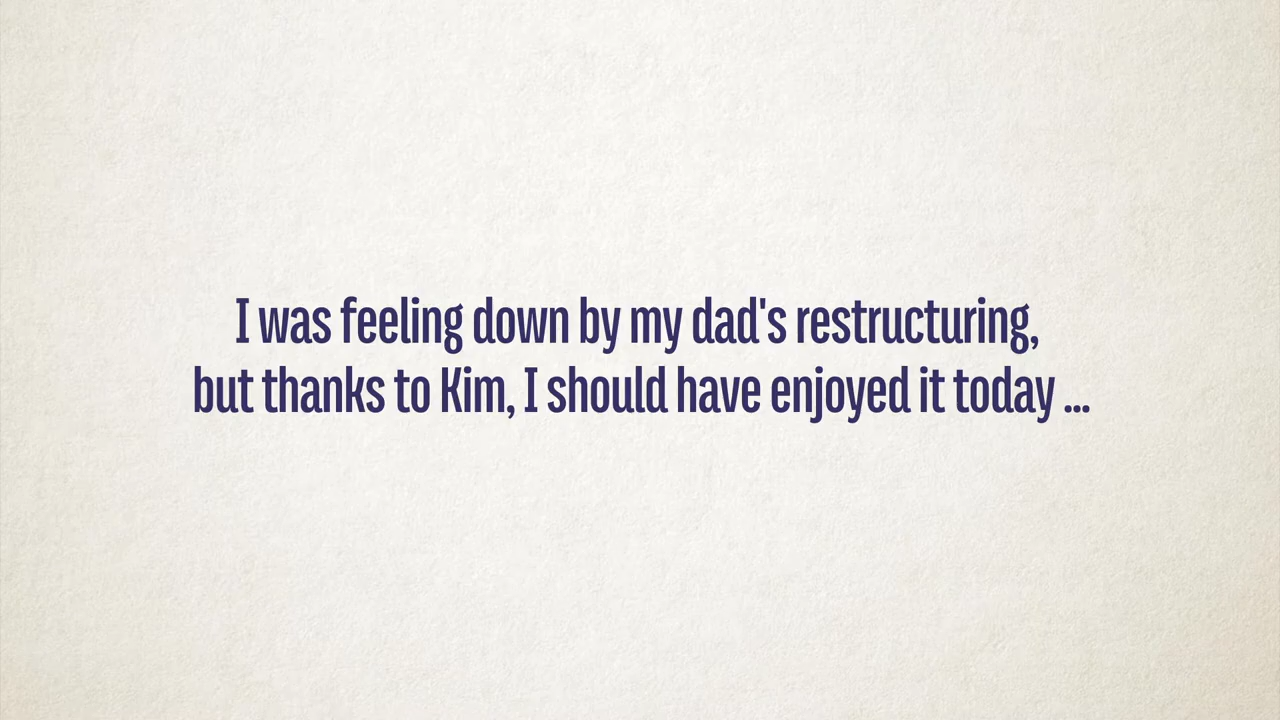 I was feeling down by my dad's restructuring,
but thanks to Kim, I should have enjoyed it today ...